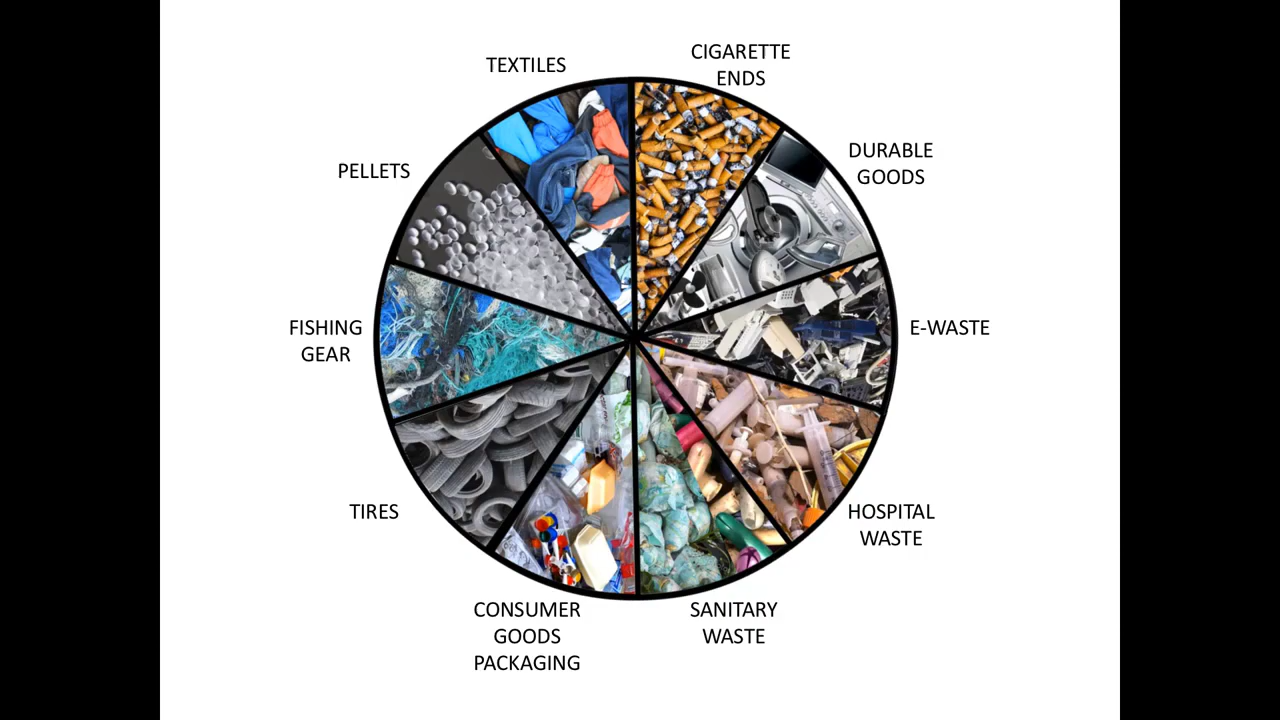 TEXTILES
CIGARETTE
ENDS
DURABLE
GOODS
E-WASTE
HOSPITAL
WASTE
SANITARY
WASTE
CONSUMER
GOODS
PACKAGING
TIRES
FISHING
GEAR
PELLETS